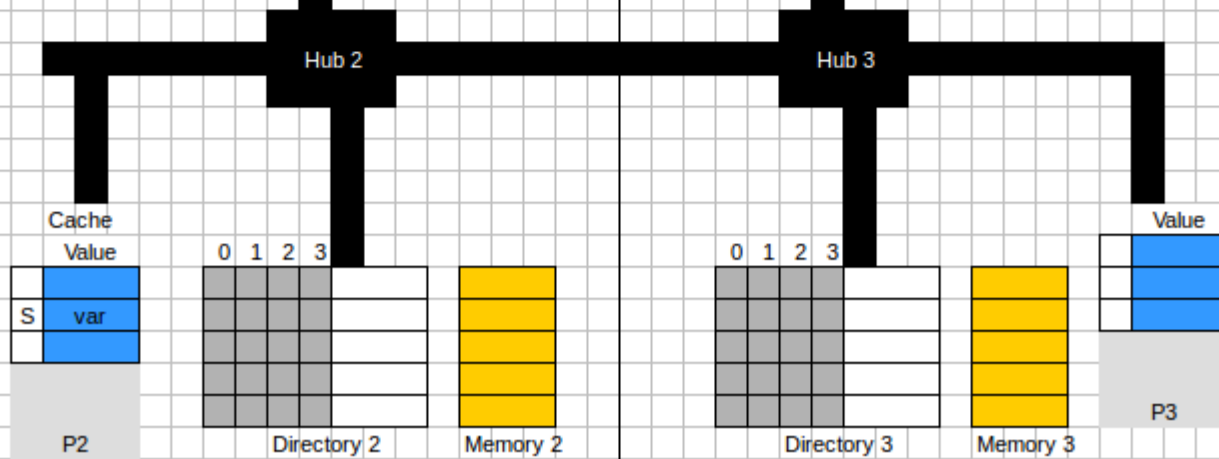 Hub 2
Hub 3
Cache
Value
Value
0 1 2 3
0 1 2 3
S var
P3
P2
Directory 2
Memory 2
Directory 3
Memory 3